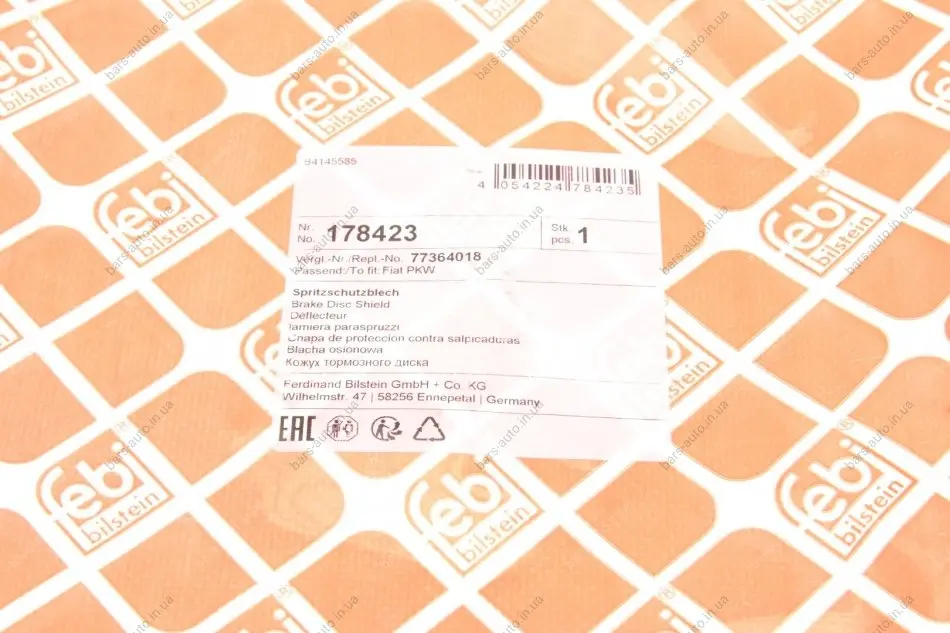 84145585
4 054224 784235
Nr.
No. 178423
Stk.
pcs. 1
Vergl.-Nr./Repl.-No. 77364018
Passend:/To fit: Fiat PKW
Spritzschutzblech
Brake Disc Shield
Déflecteur
lamiera paraspruzzi
Chapa de protección contra salpicaduras
Blacha osłonowa
Кожух тормозного диска
Ferdinand Bilstein GmbH + Co. KG
Wilhelmstr. 47 | 58256 Ennepetal | Germany
EAC
febi
bilstein
bars-auto.in.ua